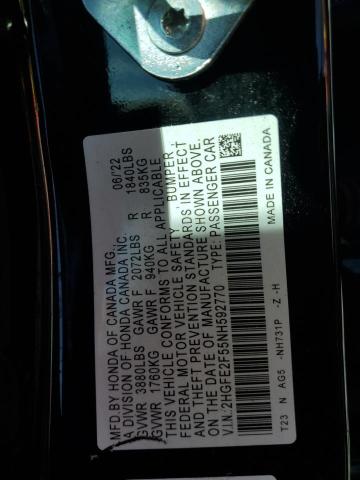 MFD.BY HONDA OF CANADA MFG., 06/22
A DIVISION OF HONDA CANADA INC.
GVWR 3880LBS GAWR F 2072LBS R 1840LBS
GVWR 1760KG GAWR F 940KG R 835KG
THIS VEHICLE CONFORMS TO ALL APPLICABLE
FEDERAL MOTOR VEHICLE SAFETY, BUMPER,
AND THEFT PREVENTION STANDARDS IN EFFECT
ON THE DATE OF MANUFACTURE SHOWN ABOVE.
V.I.N.: 2HGFE2F55NH592770 TYPE: PASSENGER CAR
T23 N AG5 -NH731P -Z -H MADE IN CANADA